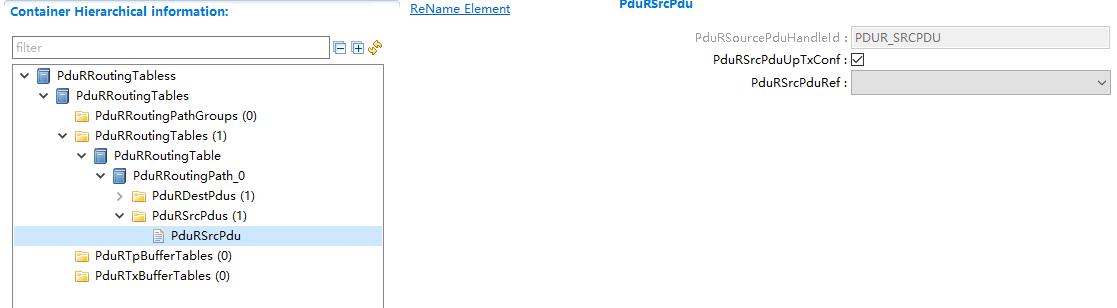 Container Hierarchical information:
ReName Element
PduRSrcPdu
filter
PduRSourcePduHandleId : PDUR_SRCPDU
PduRSrcPduUpTxConf :
PduRSrcPduRef :
PduRRoutingTabless
PduRRoutingTables
PduRRoutingPathGroups (0)
PduRRoutingTables (1)
PduRRoutingTable
PduRRoutingPath_0
PduRDestPdus (1)
PduRSrcPdus (1)
PduRSrcPdu
PduRTpBufferTables (0)
PduRTxBufferTables (0)